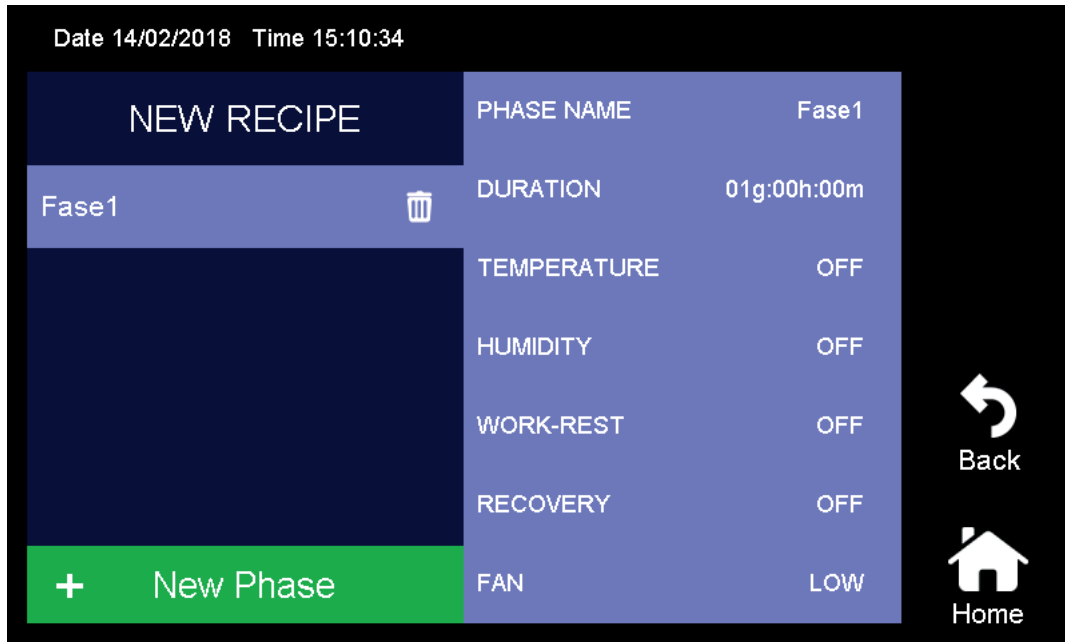 Date 14/02/2018 Time 15:10:34
NEW RECIPE
Fase1
+ New Phase
PHASE NAME Fase1
DURATION 01g:00h:00m
TEMPERATURE OFF
HUMIDITY OFF
WORK-REST OFF
RECOVERY OFF
FAN LOW
Back
Home